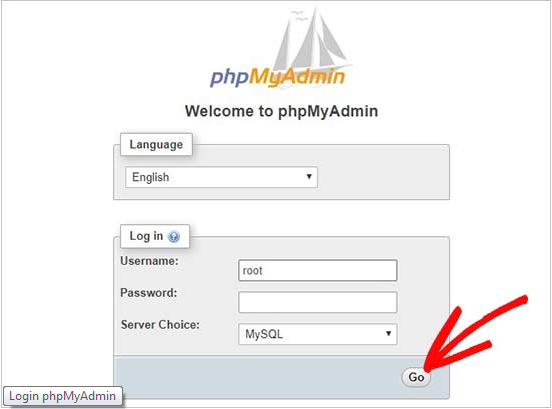 phpMyAdmin
Welcome to phpMyAdmin
Language
English
Log in
Username:
root
Password:
Server Choice:
MySQL
Go
Login phpMyAdmin